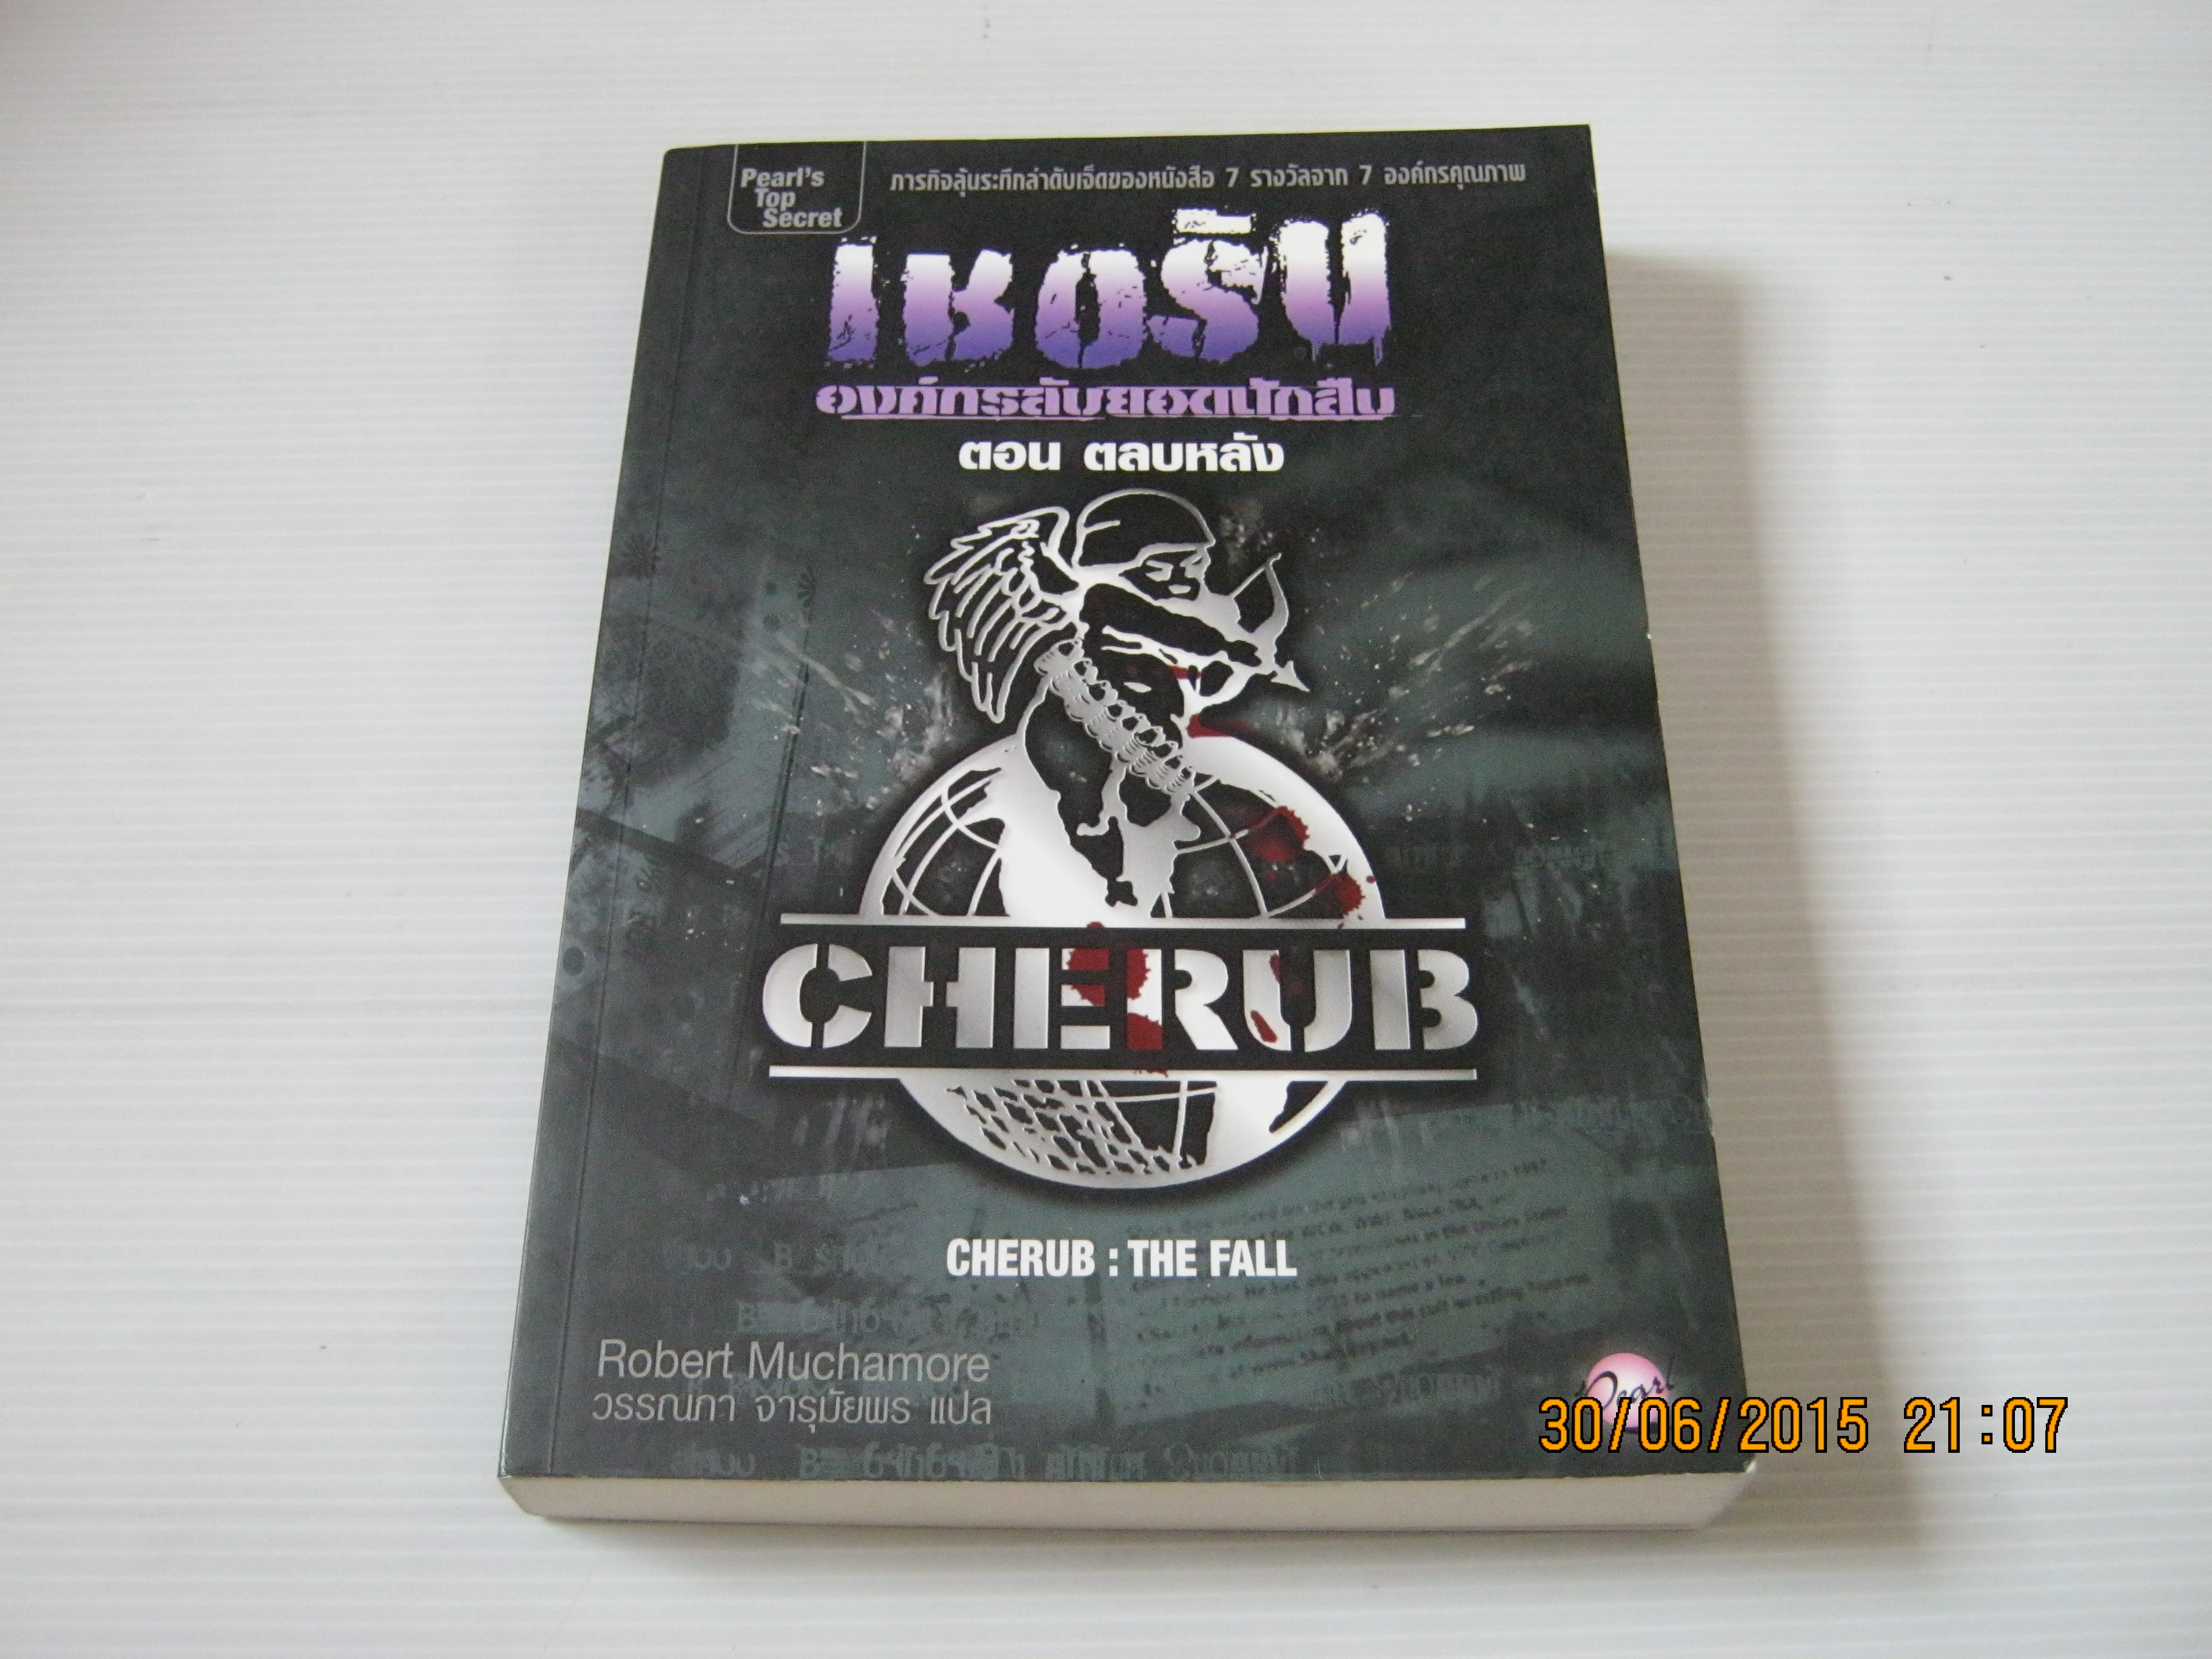 Pearl's
Top
Secret
ภารกิจลุ้นระทึกลำดับเจ็ดของหนังสือ 7 รางวัลจาก 7 องค์กรคุณภาพ
เชอรับ
องค์กรลับยอดนักสืบ
ตอน ตลบหลัง
CHERUB
CHERUB : THE FALL
Robert Muchamore
วรรณภา จารุมัยพร แปล
Pearl
30/06/2015 21:07